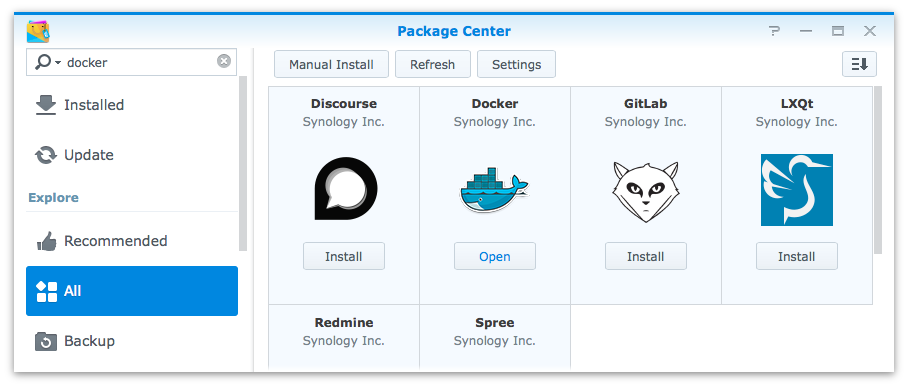 Package Center
?
docker
Manual Install
Refresh
Settings
Installed
Update
Explore
Recommended
All
Backup
Discourse
Synology Inc.
Install
Docker
Synology Inc.
Open
GitLab
Synology Inc.
Install
LXQt
Synology Inc.
Install
Redmine
Synology Inc.
Spree
Synology Inc.